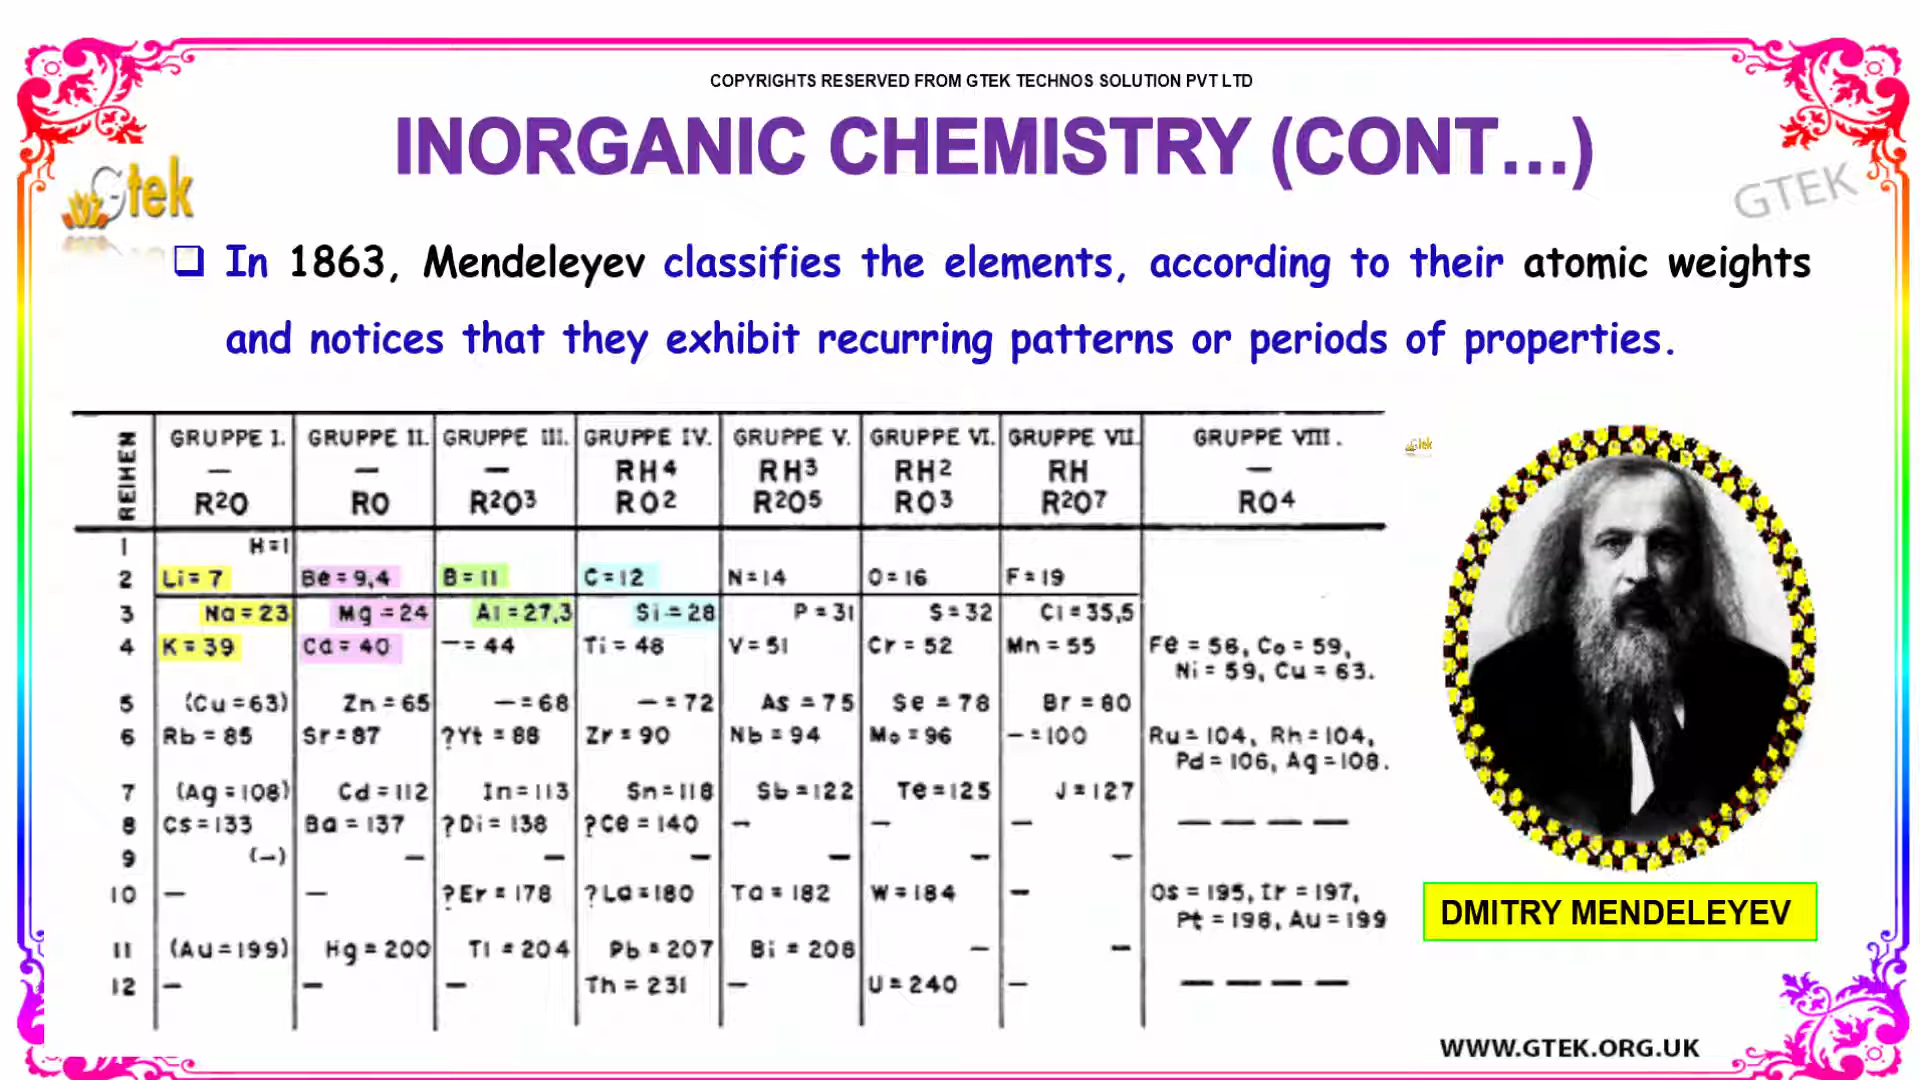 COPYRIGHTS RESERVED FROM GTEK TECHNOS SOLUTION PVT LTD
INORGANIC CHEMISTRY (CONT...)
Gtek
GTEK
In 1863, Mendeleyev classifies the elements, according to their atomic weights
and notices that they exhibit recurring patterns or periods of properties.
REIHEN GRUPPE I. GRUPPE II. GRUPPE III. GRUPPE IV. GRUPPE V. GRUPPE VI. GRUPPE VII. GRUPPE VIII.
— — — RH4 RH3 RH2 RH —
R2O RO R2O3 RO2 R2O5 RO3 R2O7 RO4
1 H=1
2 Li=7 Be=9,4 B=11 C=12 N=14 O=16 F=19
3 Na=23 Mg=24 Al=27,3 Si=28 P=31 S=32 Cl=35,5
4 K=39 Ca=40 —=44 Ti=48 V=51 Cr=52 Mn=55 Fe=56, Co=59,
Ni=59, Cu=63.
5 (Cu=63) Zn=65 —=68 —=72 As=75 Se=78 Br=80
6 Rb=85 Sr=87 ?Yt=88 Zr=90 Nb=94 Mo=96 —=100 Ru=104, Rh=104,
Pd=106, Ag=108.
7 (Ag=108) Cd=112 In=113 Sn=118 Sb=122 Te=125 J=127
8 Cs=133 Ba=137 ?Di=138 ?Ce=140 — — — — — — —
9 (—) — — — — — —
10 — — ?Er=178 ?La=180 Ta=182 W=184 — Os=195, Ir=197,
Pt=198, Au=199
11 (Au=199) Hg=200 Tl=204 Pb=207 Bi=208 — —
12 — — — Th=231 — U=240 — — — — —
Gtek
DMITRY MENDELEYEV
WWW.GTEK.ORG.UK